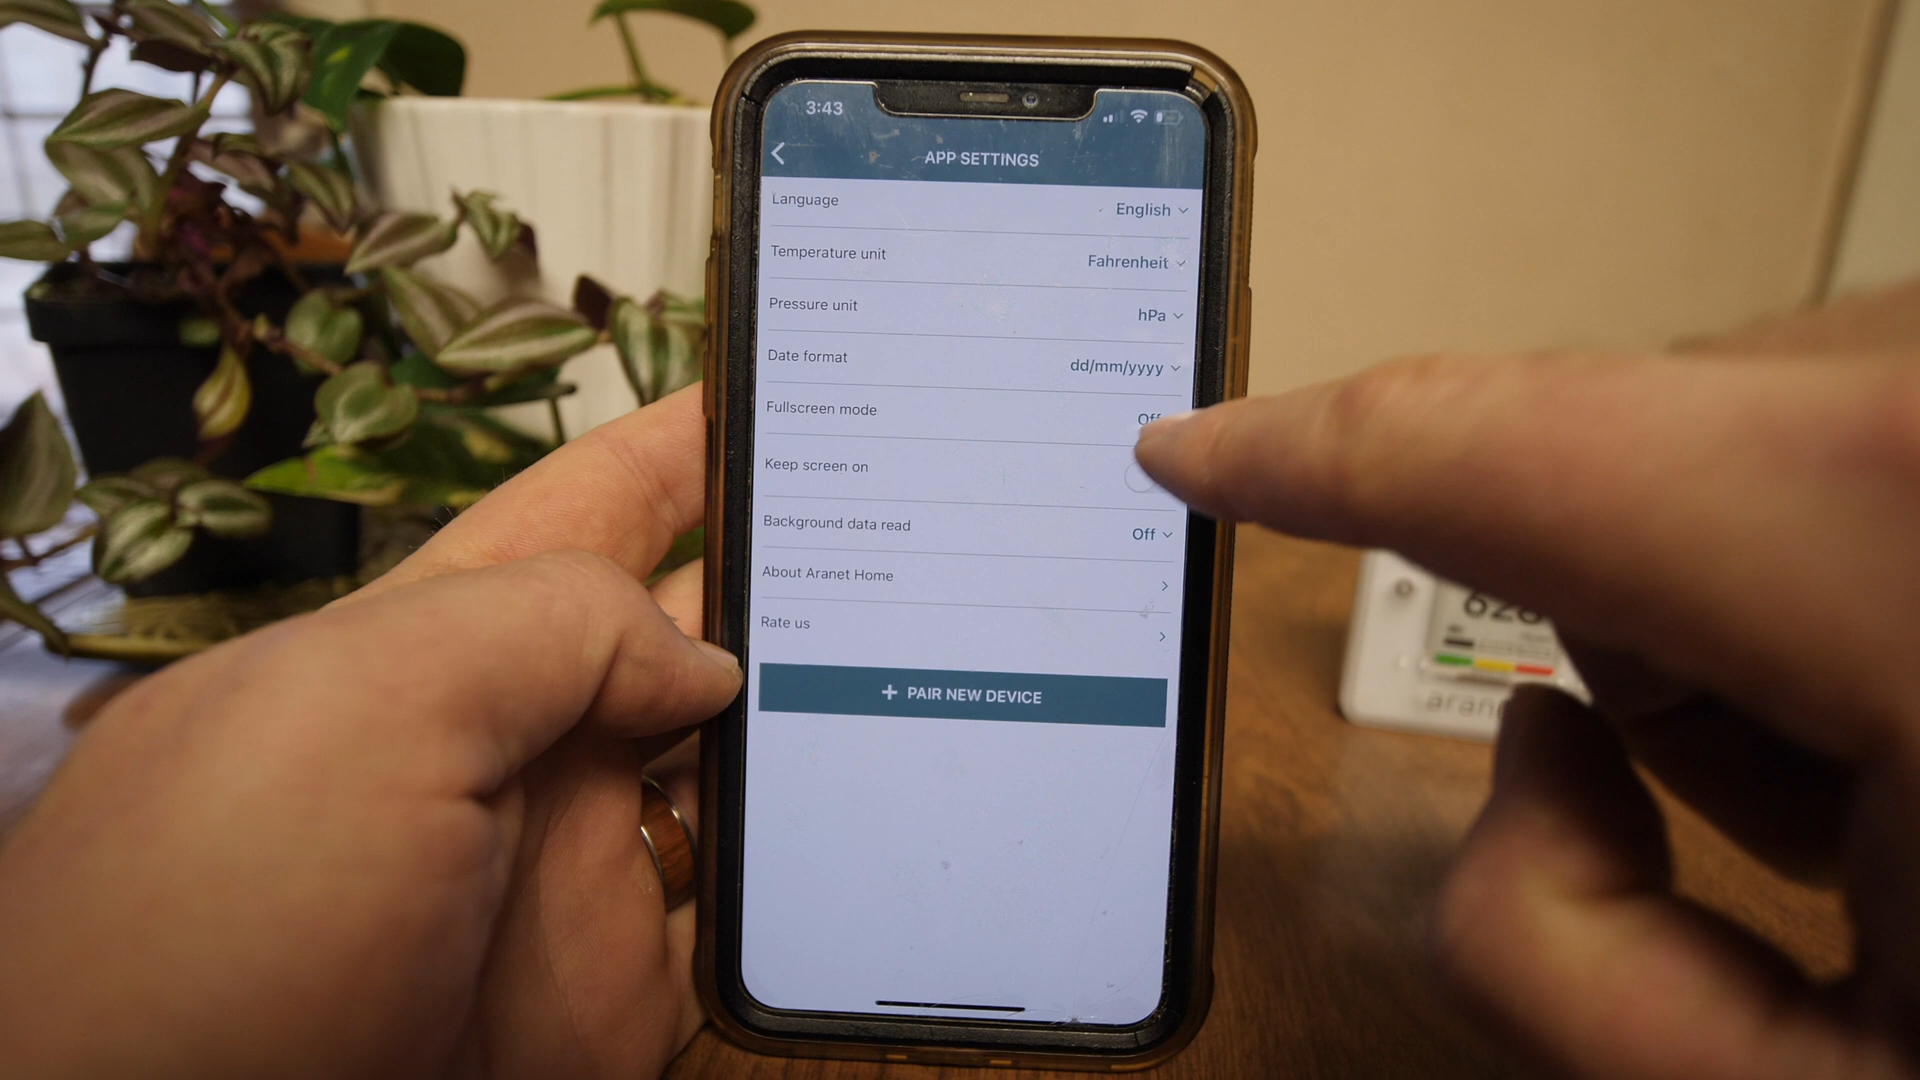 3:43
APP SETTINGS
Language English
Temperature unit Fahrenheit
Pressure unit hPa
Date format dd/mm/yyyy
Fullscreen mode Off
Keep screen on
Background data read Off
About Aranet Home
Rate us
+ PAIR NEW DEVICE